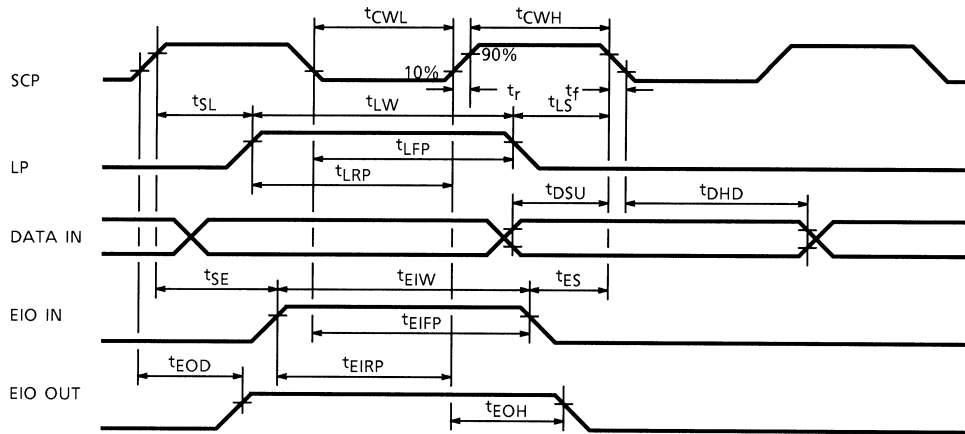 tCWL tCWH
SCP 10% 90%
tSL tLW tr tf
tLS
LP tLFP
tLRP
tDSU tDHD
DATA IN
tSE tEIW tES
EIO IN
tEIFP
tEOD tEIRP
EIO OUT
tEOH